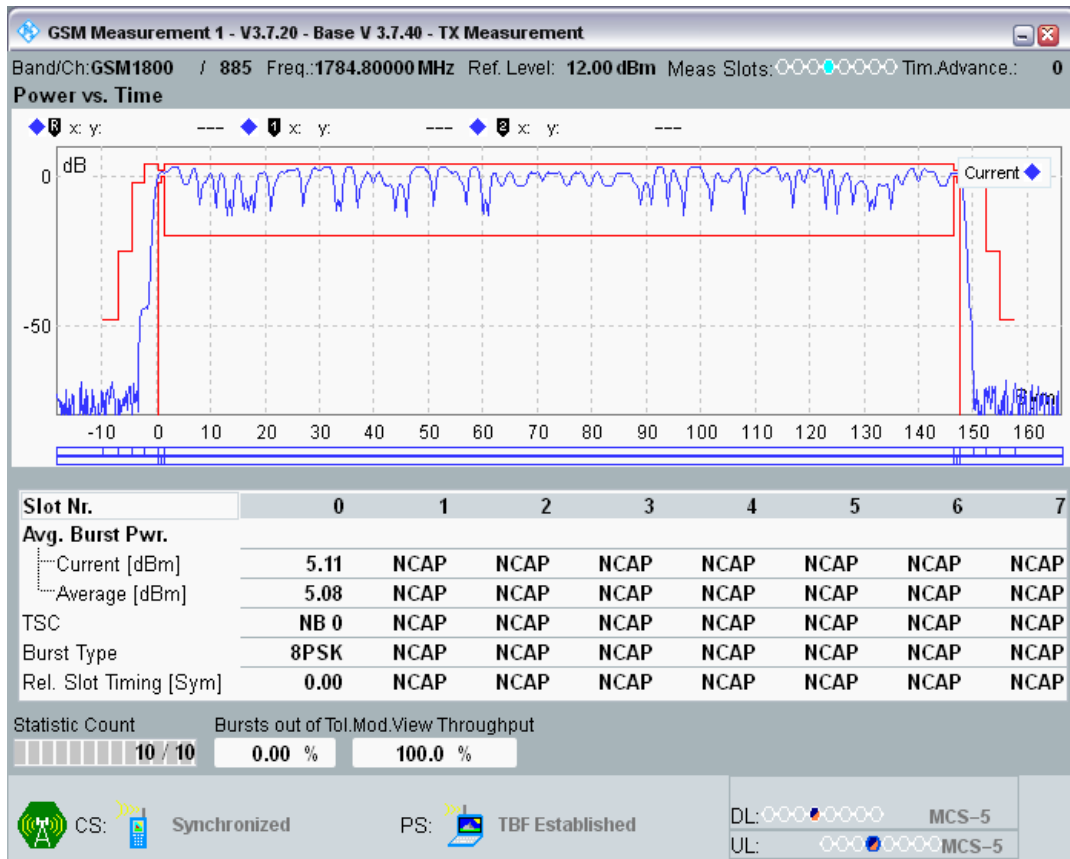 GSM Measurement 1 - V3.7.20 - Base V 3.7.40 - TX Measurement
Band/Ch:GSM1800 / 885 Freq.:1784.80000 MHz Ref. Level: 12.00 dBm Meas Slots: Tim.Advance.: 0
Power vs. Time
R x: y: --- 1 x: y: --- 2 x: y: ---
dB
Current
0
-50
Sym
-10 0 10 20 30 40 50 60 70 80 90 100 110 120 130 140 150 160
Slot Nr. 0 1 2 3 4 5 6 7
Avg. Burst Pwr.
Current [dBm] 5.11 NCAP NCAP NCAP NCAP NCAP NCAP NCAP
Average [dBm] 5.08 NCAP NCAP NCAP NCAP NCAP NCAP NCAP
TSC NB 0 NCAP NCAP NCAP NCAP NCAP NCAP NCAP
Burst Type 8PSK NCAP NCAP NCAP NCAP NCAP NCAP NCAP
Rel. Slot Timing [Sym] 0.00 NCAP NCAP NCAP NCAP NCAP NCAP NCAP
Statistic Count Bursts out of Tol.Mod.View Throughput
10 / 10 0.00 % 100.0 %
CS: Synchronized PS: TBF Established
DL: MCS-5
UL: MCS-5